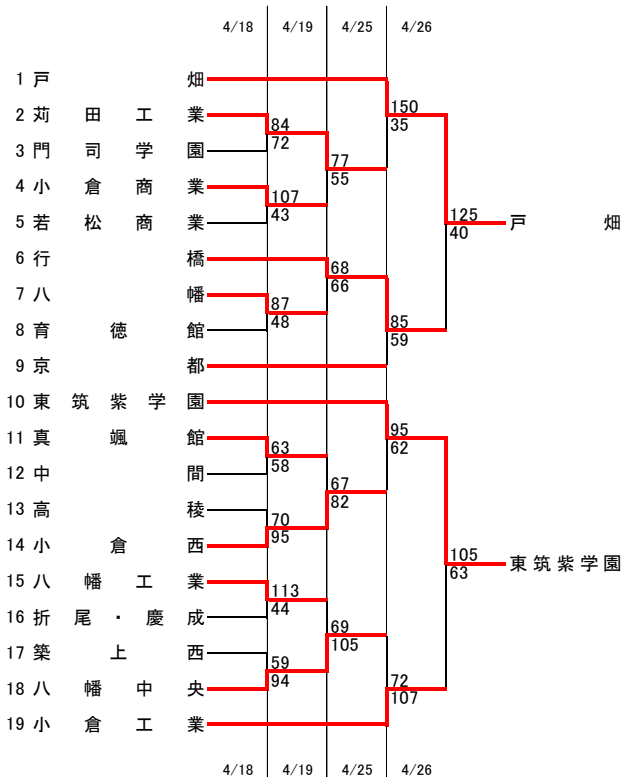 4/18 4/19 4/25 4/26
1 戸畑
150
2 苅田工業
35
84
3 門司学園
72
77
4 小倉商業
55
107
5 若松商業
43
125
戸畑
40
6 行橋
68
7 八幡
66
87
8 育徳館
48
85
59
9 京都
10 東筑紫学園
95
11 真颯館
62
63
12 中間
58
67
13 高稜
82
70
14 小倉西
95
105
東筑紫学園
63
15 八幡工業
113
16 折尾・慶成
44
69
17 築上西
105
59
18 八幡中央
94
72
107
19 小倉工業
4/18 4/19 4/25 4/26